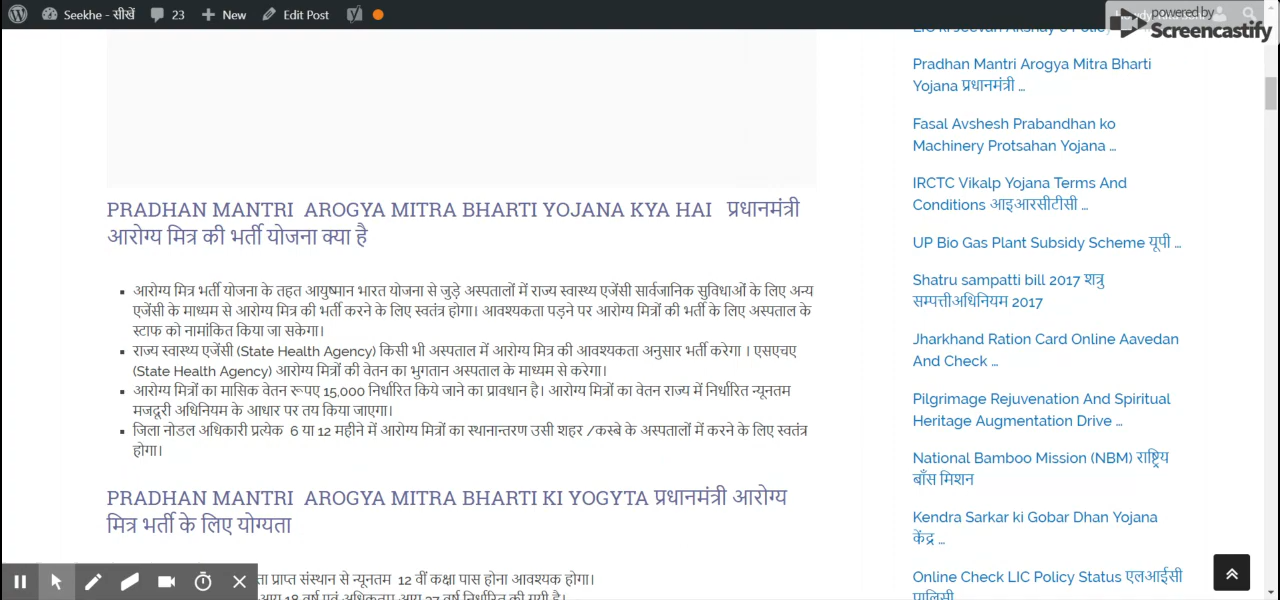 Seekhe - सीखें 23 New Edit Post
powered by
Screencastify
Pradhan Mantri Arogya Mitra Bharti
Yojana प्रधानमंत्री ...
Fasal Avshesh Prabandhan ko
Machinery Protsahan Yojana ...
IRCTC Vikalp Yojana Terms And
Conditions आइआरसीटीसी ...
UP Bio Gas Plant Subsidy Scheme यूपी ...
Shatru sampatti bill 2017 शत्रु
सम्पत्तीअधिनियम 2017
Jharkhand Ration Card Online Aavedan
And Check ...
Pilgrimage Rejuvenation And Spiritual
Heritage Augmentation Drive ...
National Bamboo Mission (NBM) राष्ट्रिय
बाँस मिशन
Kendra Sarkar ki Gobar Dhan Yojana
केंद्र ...
Online Check LIC Policy Status एलआईसी
पालिसी
PRADHAN MANTRI AROGYA MITRA BHARTI YOJANA KYA HAI प्रधानमंत्री
आरोग्य मित्र की भर्ती योजना क्या है
आरोग्य मित्र भर्ती योजना के तहत आयुष्मान भारत योजना से जुड़े अस्पतालों में राज्य स्वास्थ्य एजेंसी सार्वजानिक सुविधाओं के लिए अन्य
एजेंसी के माध्यम से आरोग्य मित्र की भर्ती करने के लिए स्वतंत्र होगा। आवश्यकता पड़ने पर आरोग्य मित्रों की भर्ती के लिए अस्पताल के
स्टाफ को नामांकित किया जा सकेगा।
राज्य स्वास्थ्य एजेंसी (State Health Agency) किसी भी अस्पताल में आरोग्य मित्र की आवश्यकता अनुसार भर्ती करेगा । एसएचए
(State Health Agency) आरोग्य मित्रों की वेतन का भुगतान अस्पताल के माध्यम से करेगा।
आरोग्य मित्रों का मासिक वेतन रूपए 15,000 निर्धारित किये जाने का प्रावधान है। आरोग्य मित्रों का वेतन राज्य में निर्धारित न्यूनतम
मजदूरी अधिनियम के आधार पर तय किया जाएगा।
जिला नोडल अधिकारी प्रत्येक 6 या 12 महीने में आरोग्य मित्रों का स्थानान्तरण उसी शहर /कस्बे के अस्पतालों में करने के लिए स्वतंत्र
होगा।
PRADHAN MANTRI AROGYA MITRA BHARTI KI YOGYTA प्रधानमंत्री आरोग्य
मित्र भर्ती के लिए योग्यता
ता प्राप्त संस्थान से न्यूनतम 12 वीं कक्षा पास होना आवश्यक होगा।